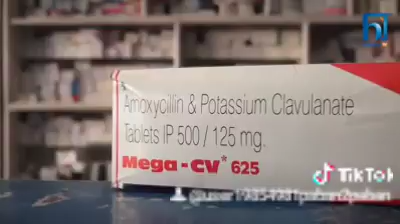 Amoxycillin & Potassium Clavulanate
Tablets IP 500 / 125 mg.
Mega-CV* 625
TikTok